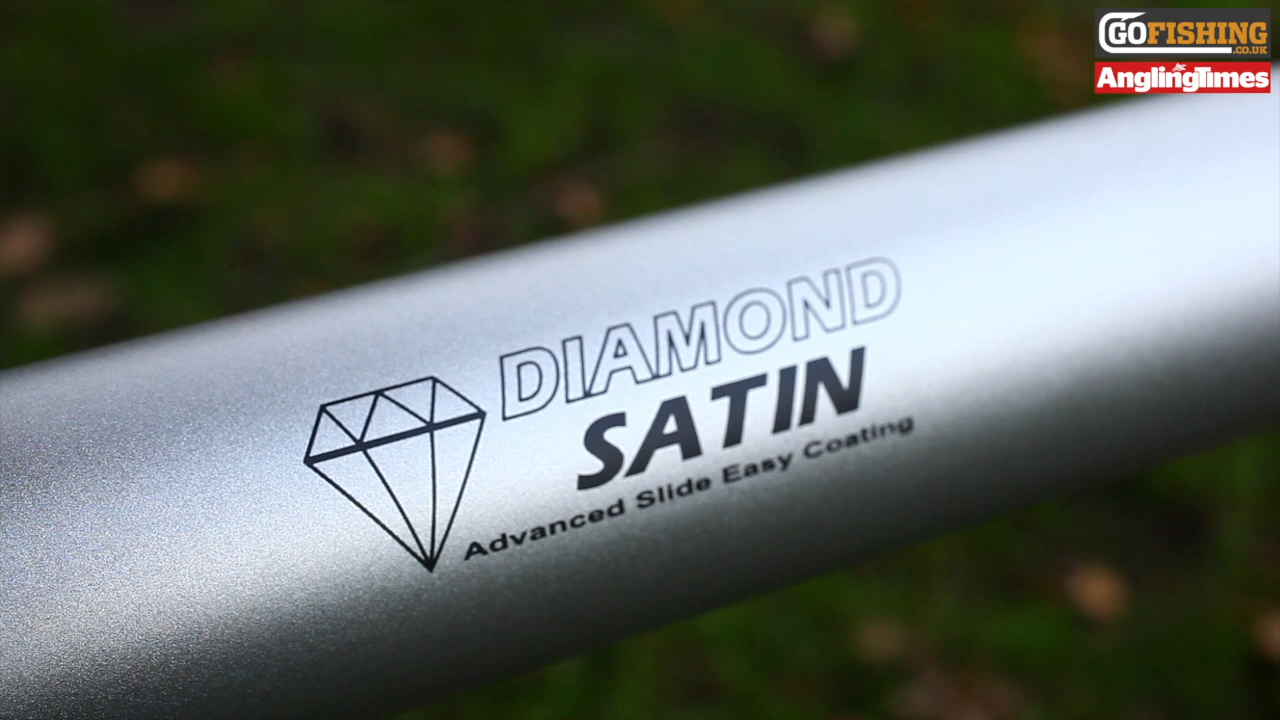 GOFISHING
.CO.UK
AnglingTimes
DIAMOND
SATIN
Advanced Slide Easy Coating